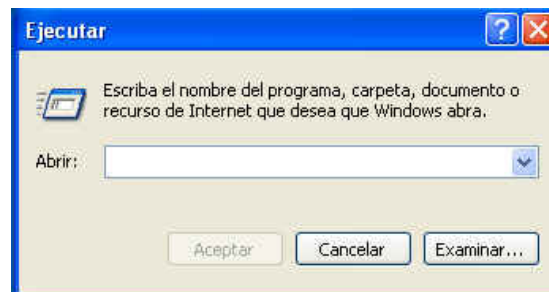 Ejecutar
Escriba el nombre del programa, carpeta, documento o
recurso de Internet que desea que Windows abra.
Abrir:
Aceptar Cancelar Examinar...